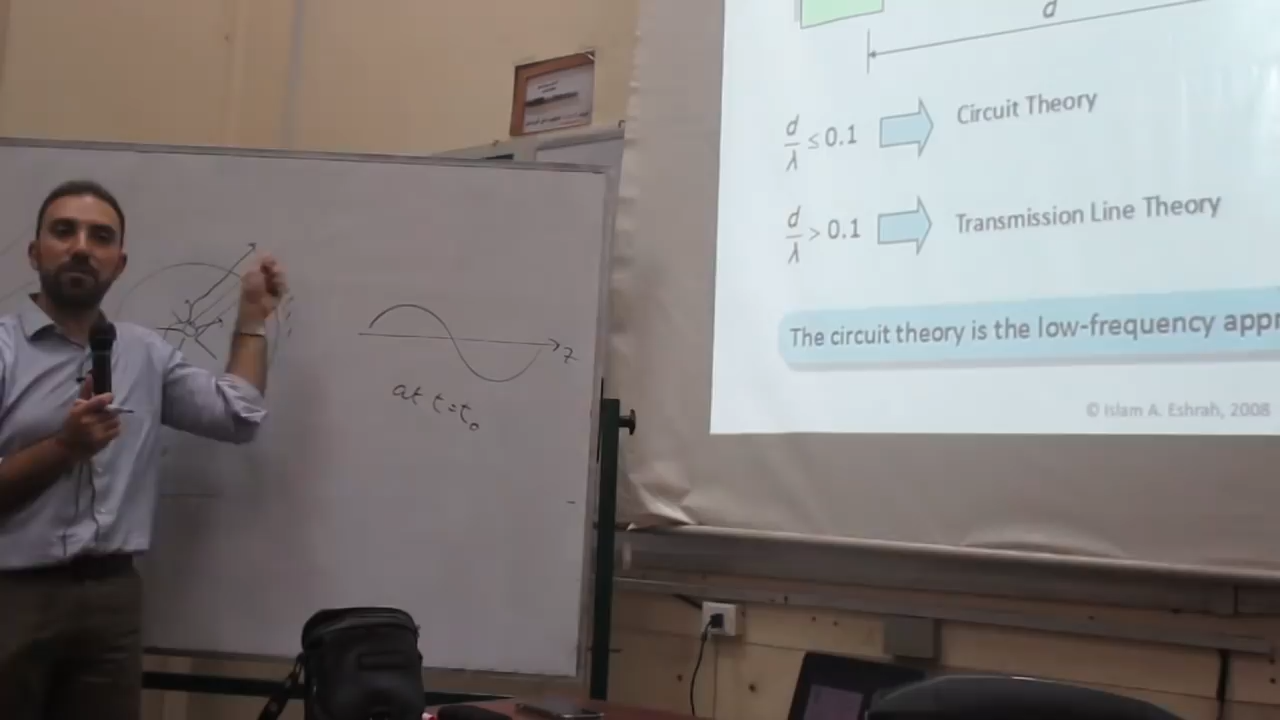 d
d/λ ≤ 0.1
Circuit Theory
d/λ > 0.1
Transmission Line Theory
The circuit theory is the low-frequency appr
© Islam A. Eshrah, 2008
z
at t=t₀